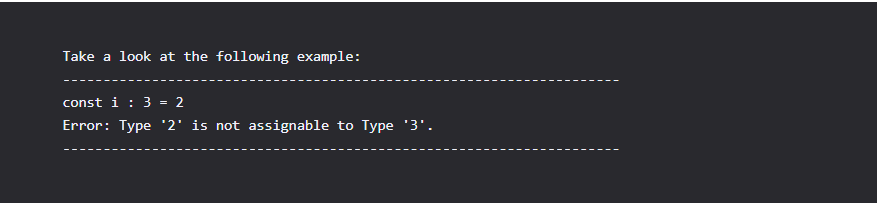 Take a look at the following example:
---------------------------------------------------------------------
const i : 3 = 2
Error: Type '2' is not assignable to Type '3'.
---------------------------------------------------------------------